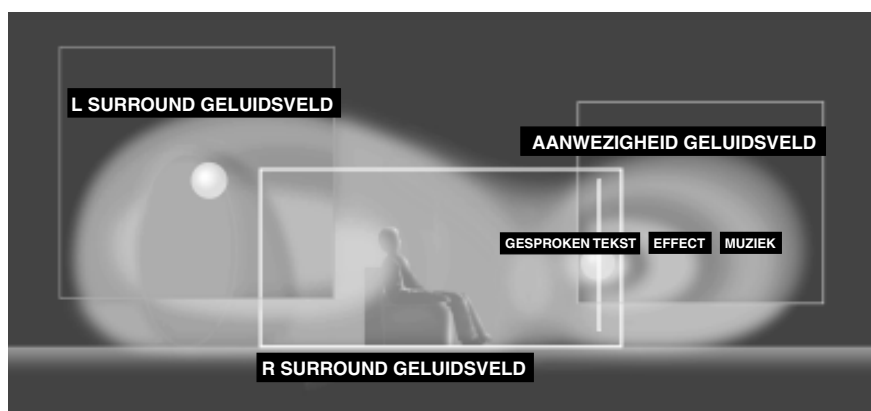 L SURROUND GELUIDSVELD
AANWEZIGHEID GELUIDSVELD
GESPROKEN TEKST EFFECT MUZIEK
R SURROUND GELUIDSVELD